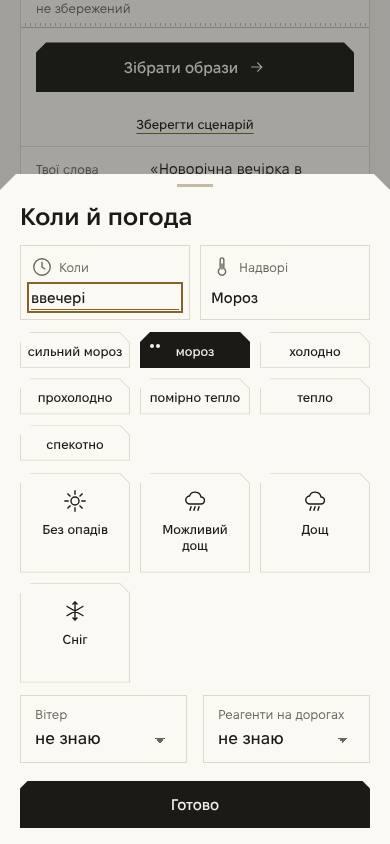 не збережений
Зібрати образи →
Зберегти сценарій
Твої слова
«Новорічна вечірка в
Коли й погода
Коли
Надворі
ввечері
Мороз
сильний мороз
мороз
холодно
прохолодно
помірно тепло
тепло
спекотно
Без опадів
Можливий
дощ
Дощ
Сніг
Вітер
Реагенти на дорогах
не знаю
не знаю
Готово